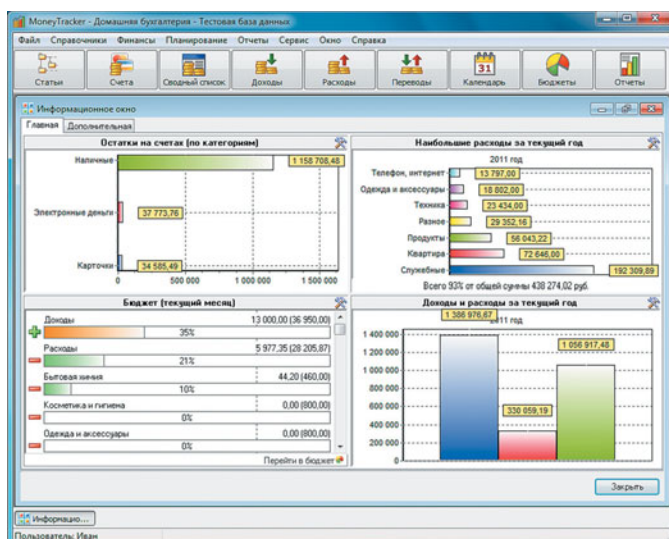 MoneyTracker - Домашняя бухгалтерия - Тестовая база данных
Файл Справочники Финансы Планирование Отчеты Сервис Окно Справка
Статьи Счета Сводный список Доходы Расходы Переводы Календарь Бюджеты Отчеты
31
Информационное окно
Главная Дополнительная
Остатки на счетах (по категориям)
Наличные 1 158 708,48
Электронные деньги 37 773,76
Карточки 34 585,49
0 500 000 1 000 000 1 500 000
Наибольшие расходы за текущий год
2011 год
Телефон, интернет 13 797,00
Одежда и аксессуары 18 802,00
Техника 23 434,00
Разное 29 352,16
Продукты 56 043,22
Квартира 72 646,00
Служебные 192 309,89
Всего 93% от общей суммы 438 274,02 руб.
Бюджет (текущий месяц)
Доходы 13 000,00 (36 950,00)
35%
Расходы 5 977,35 (28 205,87)
21%
Бытовая химия 44,20 (460,00)
10%
Косметика и гигиена 0,00 (800,00)
0%
Одежда и аксессуары 0,00 (800,00)
0%
Перейти в бюджет
Доходы и расходы за текущий год
2011 год
1 386 976,67
1 056 917,48
330 059,19
1 400 000
1 200 000
1 000 000
800 000
600 000
400 000
200 000
0
Закрыть
Информацио...
Пользователь: Иван